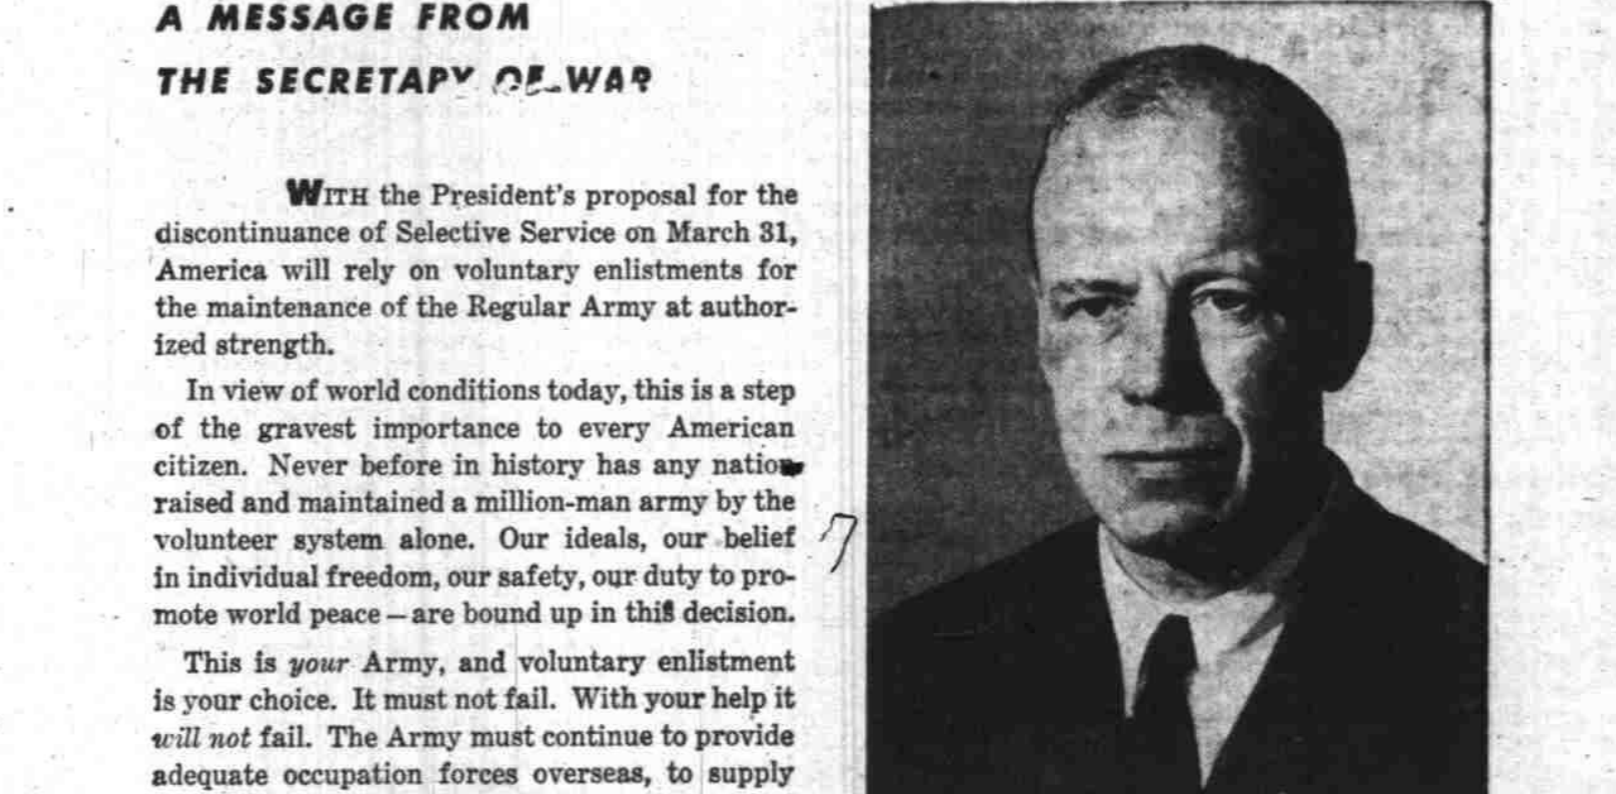 A MESSAGE FROM
THE SECRETARY OF WAR
WITH the President's proposal for the
discontinuance of Selective Service on March 31,
America will rely on voluntary enlistments for
the maintenance of the Regular Army at author-
ized strength.
In view of world conditions today, this is a step
of the gravest importance to every American
citizen. Never before in history has any nation
raised and maintained a million-man army by the
volunteer system alone. Our ideals, our belief
in individual freedom, our safety, our duty to pro-
mote world peace — are bound up in this decision.
This is your Army, and voluntary enlistment
is your choice. It must not fail. With your help it
will not fail. The Army must continue to provide
adequate occupation forces overseas, to supply